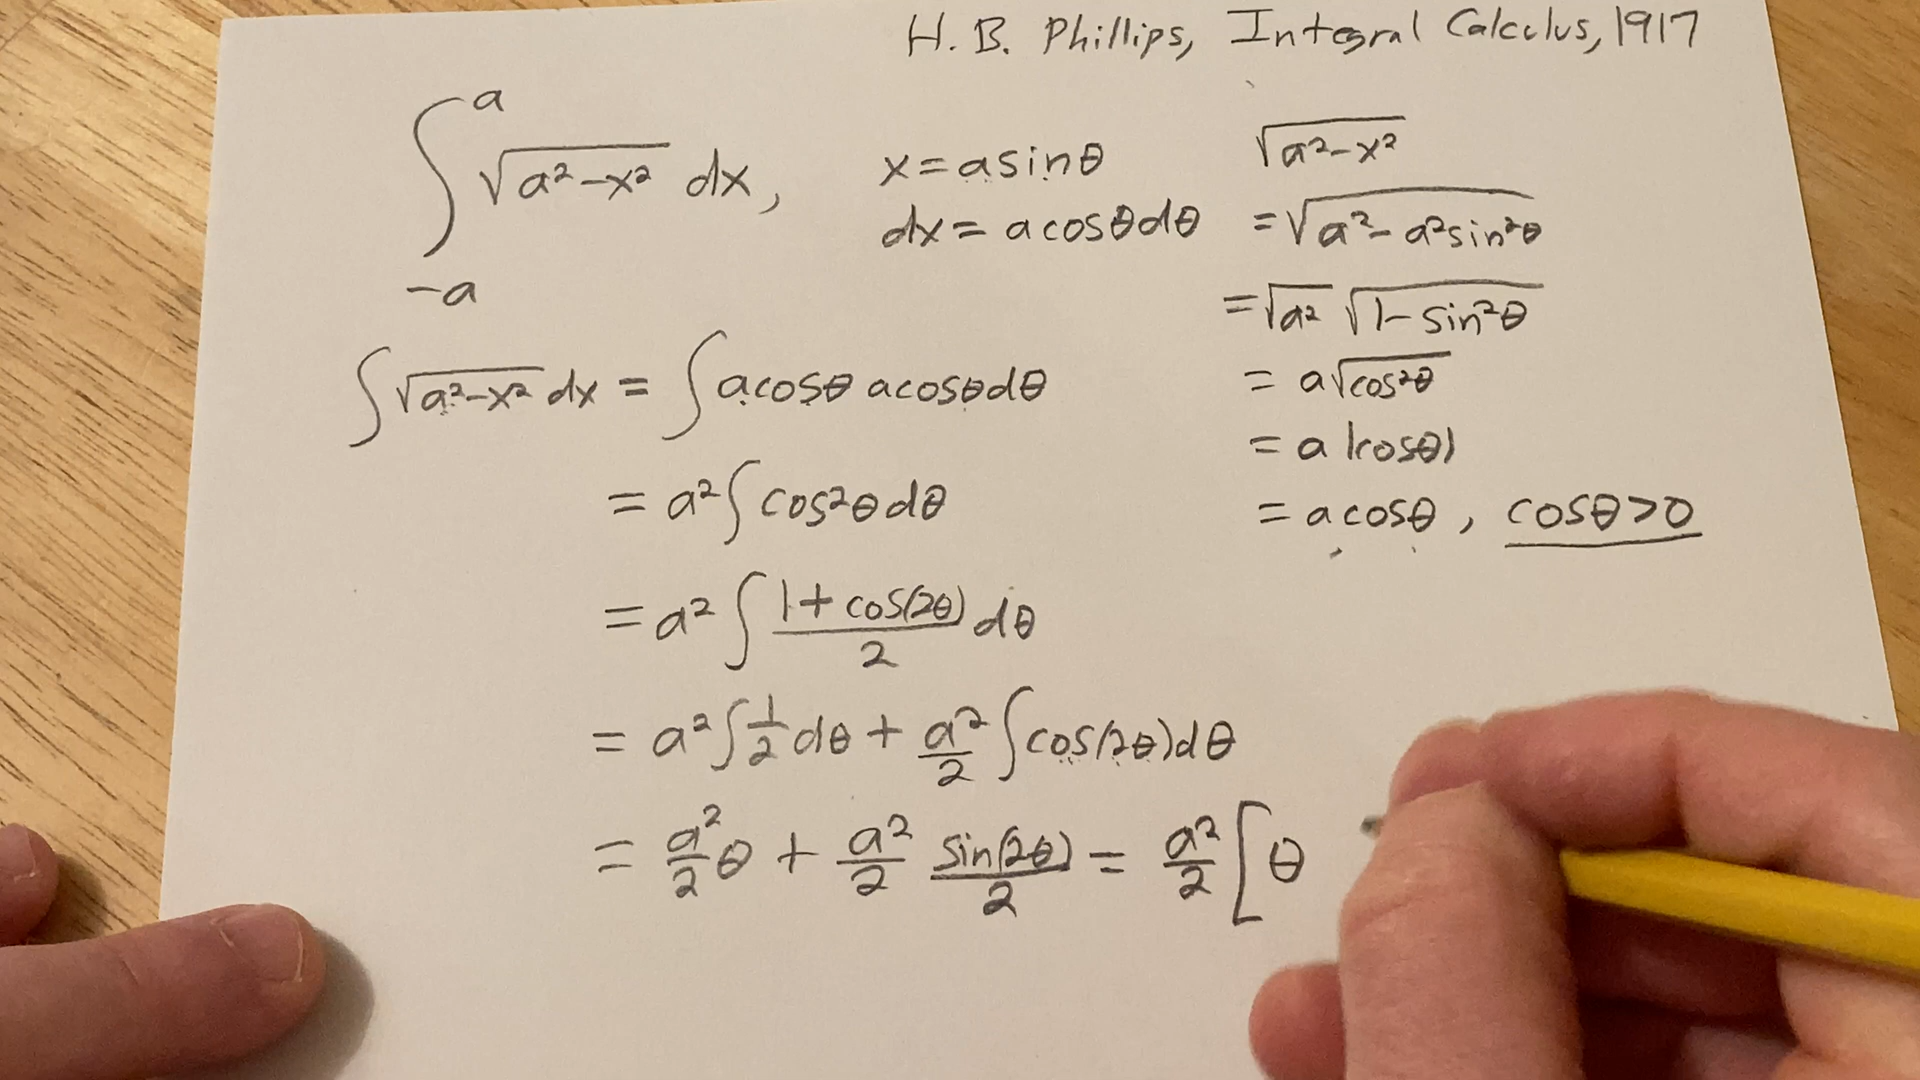 H. B. Phillips, Integral Calculus, 1917
∫_{-a}^{a} √(a²-x²) dx,
x = a sinθ
dx = a cosθ dθ
√(a²-x²)
= √(a² - a² sin²θ)
= √a² √(1 - sin²θ)
= a √(cos²θ)
= a |cosθ|
= a cosθ, cosθ > 0
∫ √(a²-x²) dx = ∫ a cosθ a cosθ dθ
= a² ∫ cos²θ dθ
= a² ∫ (1 + cos(2θ))/2 dθ
= a² ∫ 1/2 dθ + a²/2 ∫ cos(2θ) dθ
= a²/2 θ + a²/2 sin(2θ)/2 = a²/2 [ θ